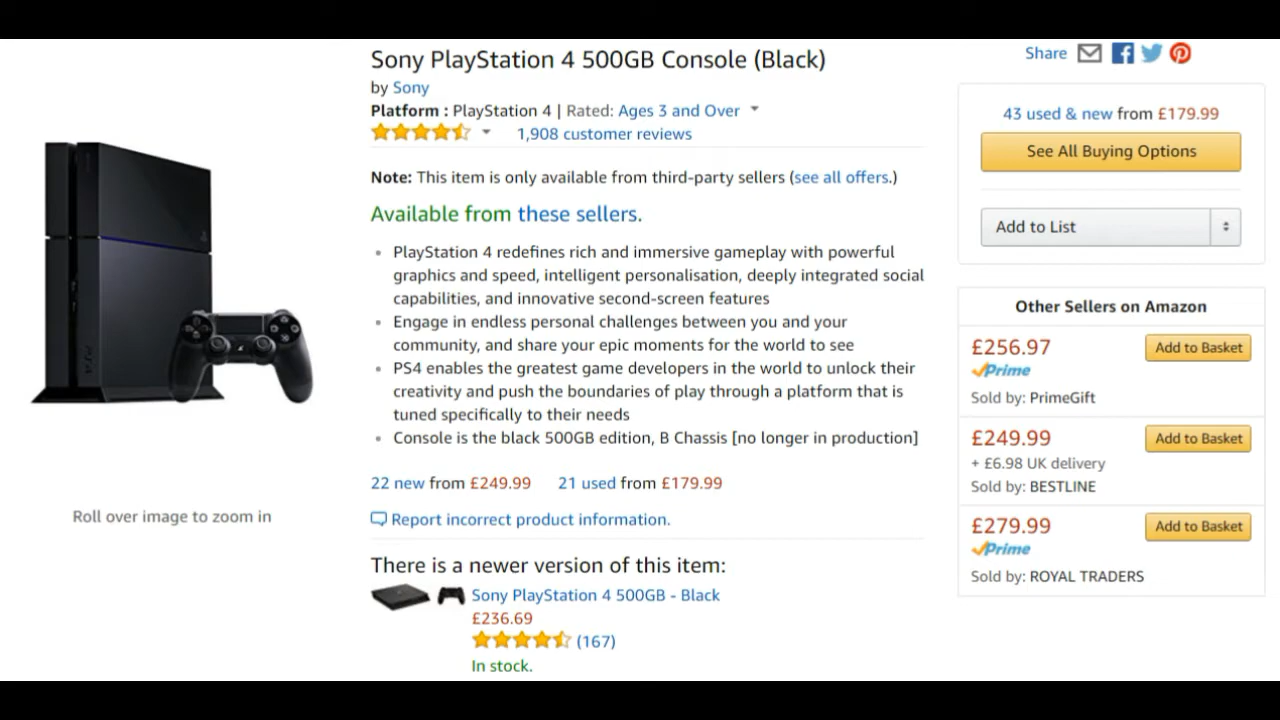 Sony PlayStation 4 500GB Console (Black)
by Sony
Platform : PlayStation 4 | Rated: Ages 3 and Over
1,908 customer reviews
Note: This item is only available from third-party sellers (see all offers.)
Available from these sellers.
PlayStation 4 redefines rich and immersive gameplay with powerful
graphics and speed, intelligent personalisation, deeply integrated social
capabilities, and innovative second-screen features
Engage in endless personal challenges between you and your
community, and share your epic moments for the world to see
PS4 enables the greatest game developers in the world to unlock their
creativity and push the boundaries of play through a platform that is
tuned specifically to their needs
Console is the black 500GB edition, B Chassis [no longer in production]
22 new from £249.99 21 used from £179.99
Report incorrect product information.
There is a newer version of this item:
Sony PlayStation 4 500GB - Black
£236.69
(167)
In stock.
PS4
Roll over image to zoom in
Share
43 used & new from £179.99
See All Buying Options
Add to List
Other Sellers on Amazon
£256.97 Add to Basket
Prime
Sold by: PrimeGift
£249.99 Add to Basket
+ £6.98 UK delivery
Sold by: BESTLINE
£279.99 Add to Basket
Prime
Sold by: ROYAL TRADERS